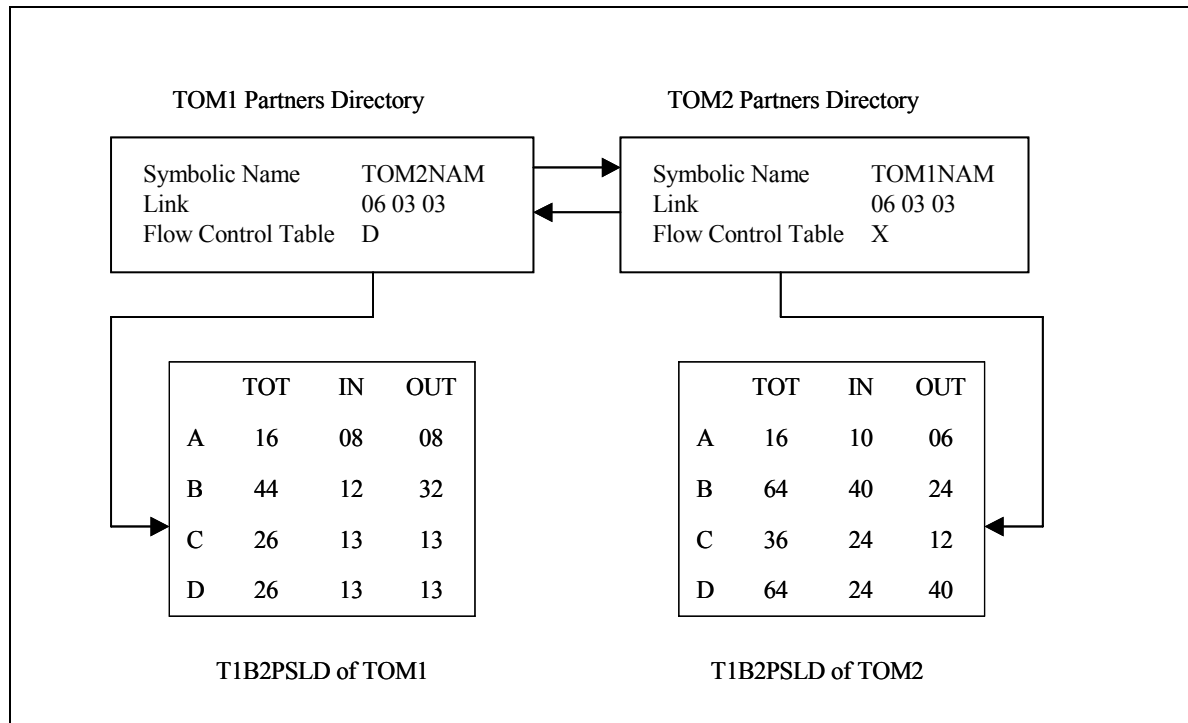 TOM1 Partners Directory
TOM2 Partners Directory
Symbolic Name TOM2NAM
Link 06 03 03
Flow Control Table D
Symbolic Name TOM1NAM
Link 06 03 03
Flow Control Table X
TOT IN OUT
A 16 08 08
B 44 12 32
C 26 13 13
D 26 13 13
TOT IN OUT
A 16 10 06
B 64 40 24
C 36 24 12
D 64 24 40
T1B2PSLD of TOM1
T1B2PSLD of TOM2